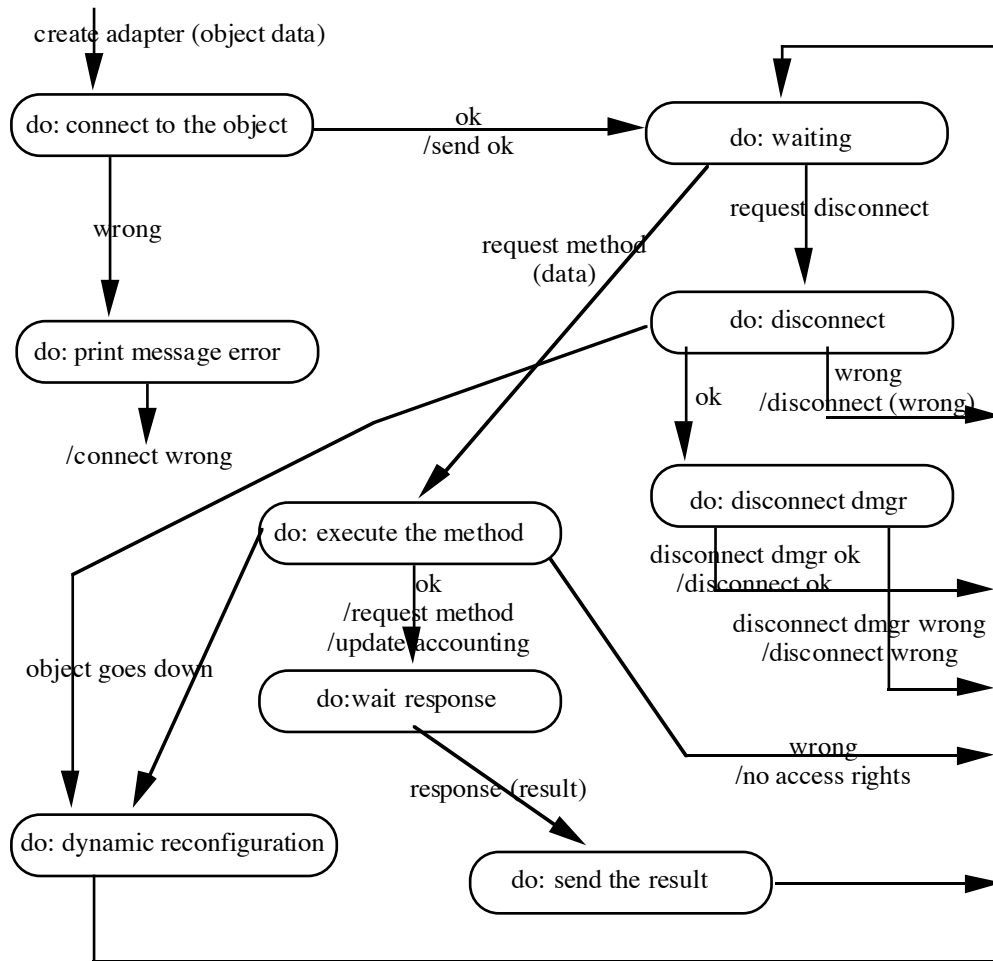 create adapter (object data)
do: connect to the object
ok
/send ok
do: waiting
wrong
request disconnect
request method
(data)
do: print message error
do: disconnect
wrong
/disconnect (wrong)
ok
/connect wrong
do: disconnect dmgr
do: execute the method
disconnect dmgr ok
/disconnect ok
ok
/request method
/update accounting
disconnect dmgr wrong
/disconnect wrong
object goes down
do:wait response
wrong
/no access rights
response (result)
do: dynamic reconfiguration
do: send the result